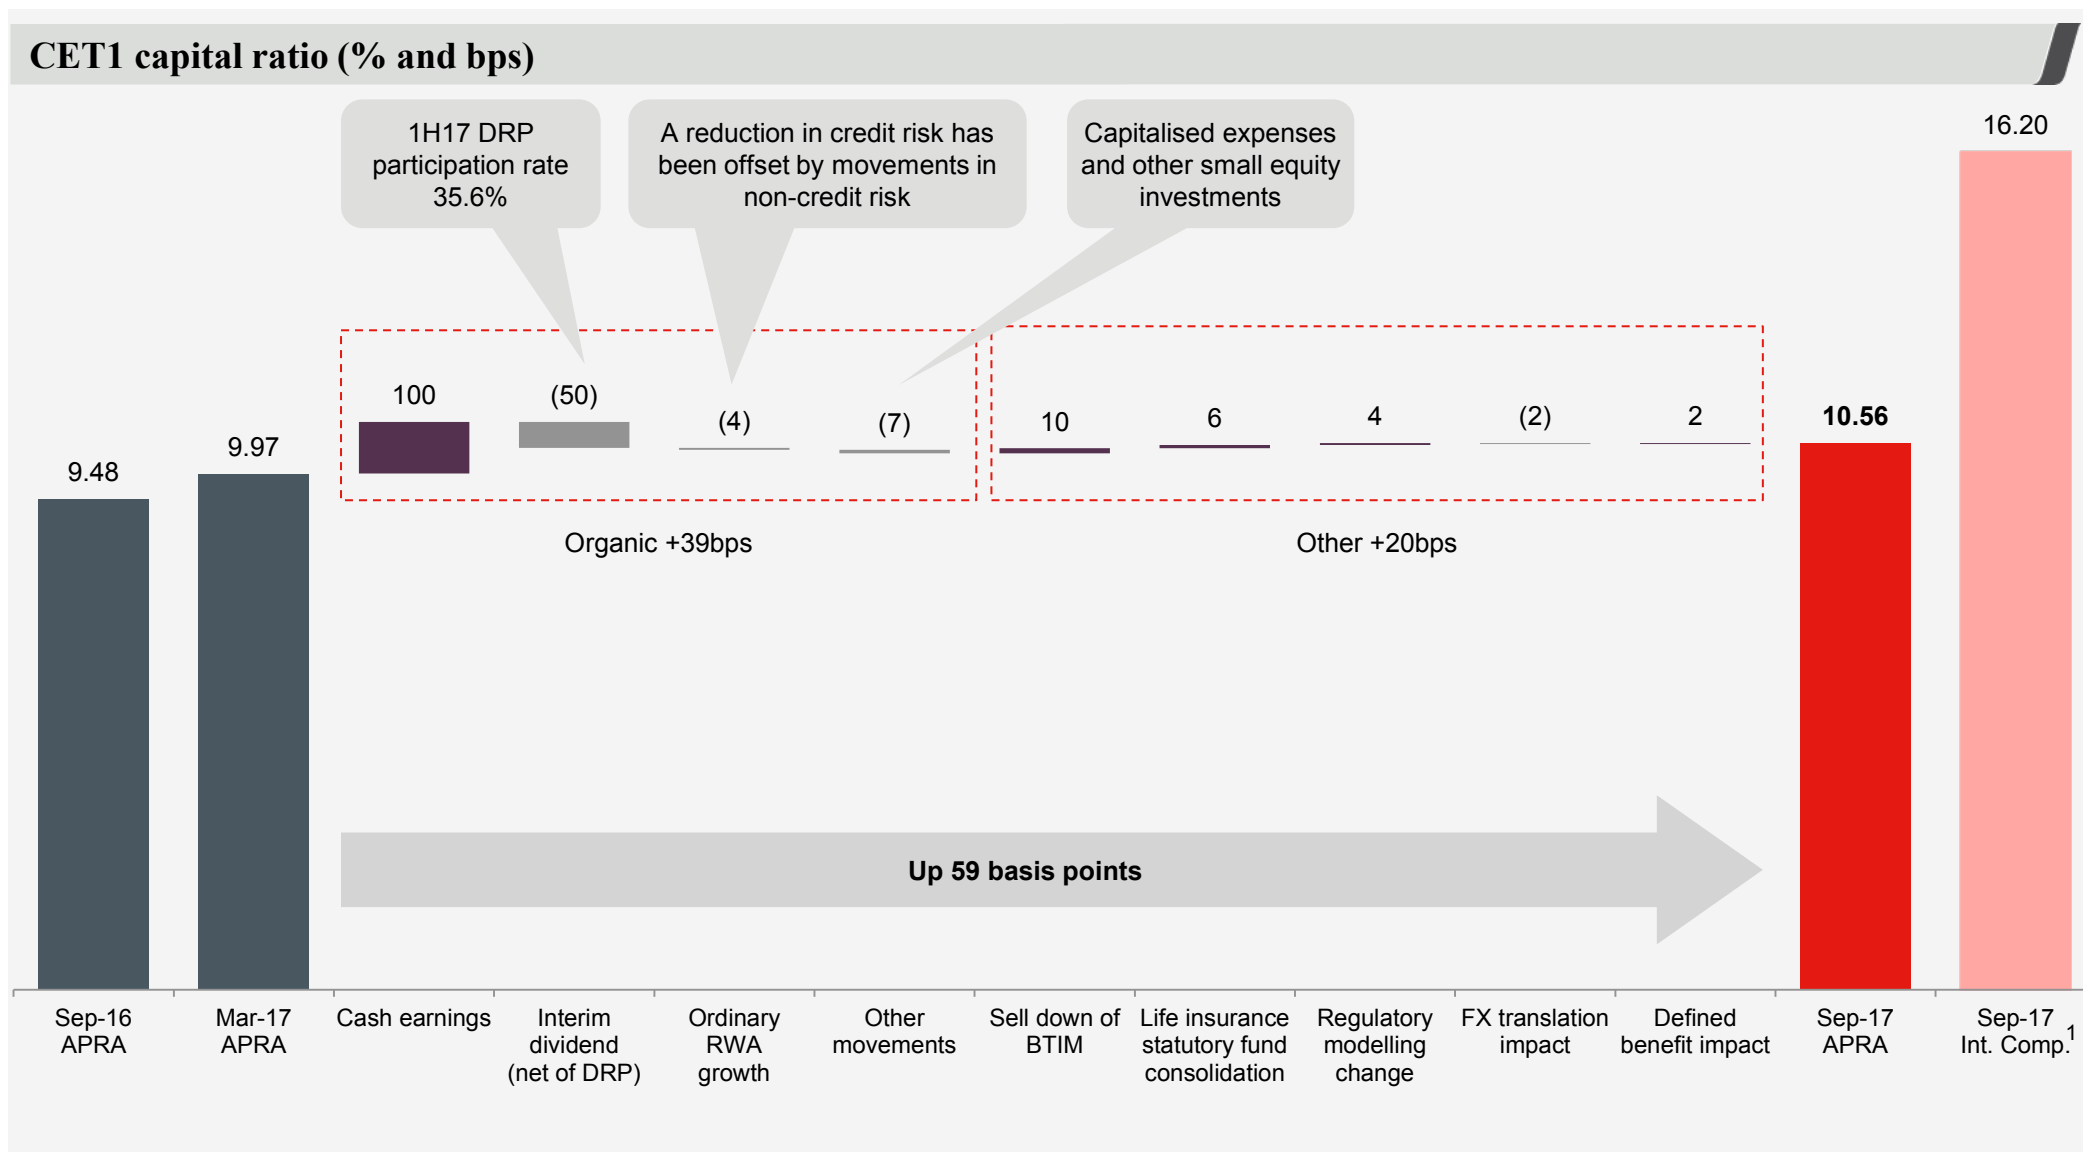 CET1 capital ratio (% and bps)
1H17 DRP
participation rate
35.6%
A reduction in credit risk has
been offset by movements in
non-credit risk
Capitalised expenses
and other small equity
investments
16.20
9.48
9.97
100
(50)
(4)
(7)
10
6
4
(2)
2
10.56
Organic +39bps
Other +20bps
Up 59 basis points
Sep-16
APRA
Mar-17
APRA
Cash earnings
Interim
dividend
(net of DRP)
Ordinary
RWA
growth
Other
movements
Sell down of
BTIM
Life insurance
statutory fund
consolidation
Regulatory
modelling
change
FX translation
impact
Defined
benefit impact
Sep-17
APRA
Sep-17
Int. Comp.1